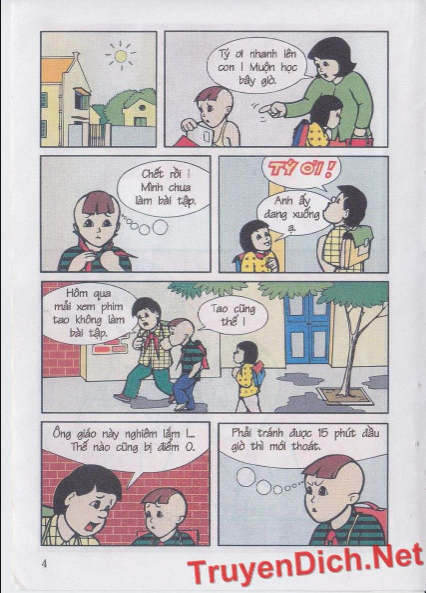 Tý ơi nhanh lên
con ! Muộn học
bây giờ.
Chết rồi !
Mình chưa
làm bài tập.
TÝ ƠI !
Anh ấy
đang xuống
ạ.
Hôm qua
mải xem phim
tao không làm
bài tập.
Tao cũng
thế !
Ông giáo này nghiêm lắm !...
Thế nào cũng bị điểm 0.
Phải tránh được 15 phút đầu
giờ thì mới thoát.
4
TruyenDich.Net